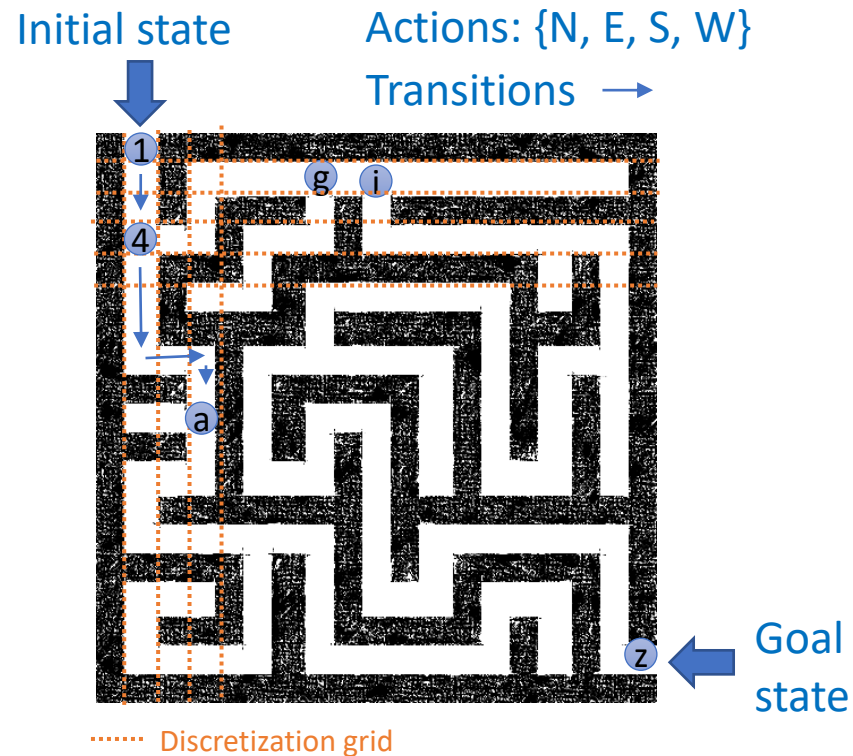 Initial state
Actions: {N, E, S, W}
Transitions
1
g
i
4
a
z
Goal
state
Discretization grid